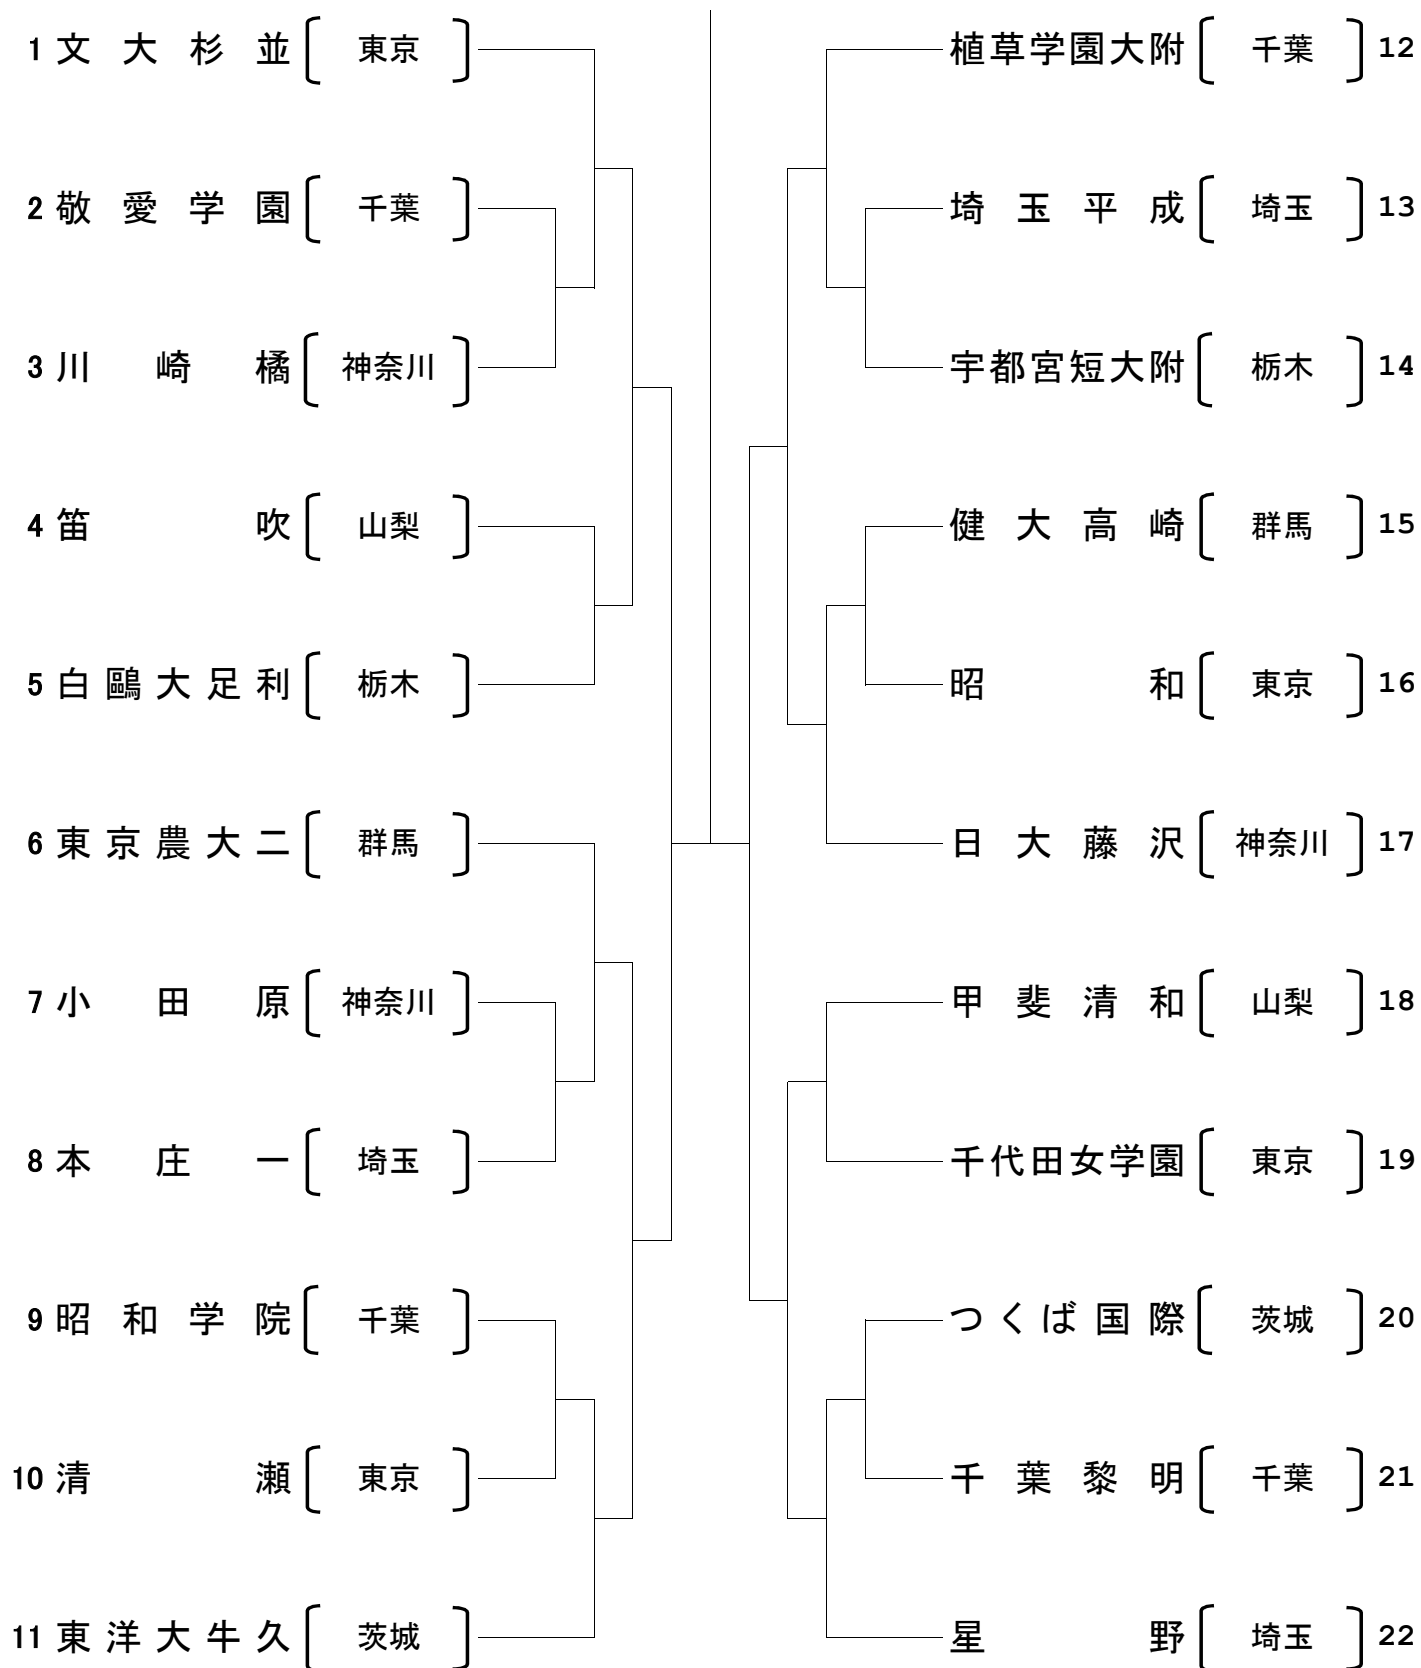 1 文大杉並 [ 東京 ]
2 敬愛学園 [ 千葉 ]
3 川崎橘 [ 神奈川 ]
4 笛吹 [ 山梨 ]
5 白鷗大足利 [ 栃木 ]
6 東京農大二 [ 群馬 ]
7 小田原 [ 神奈川 ]
8 本庄一 [ 埼玉 ]
9 昭和学院 [ 千葉 ]
10 清瀬 [ 東京 ]
11 東洋大牛久 [ 茨城 ]
植草学園大附 [ 千葉 ] 12
埼玉平成 [ 埼玉 ] 13
宇都宮短大附 [ 栃木 ] 14
健大高崎 [ 群馬 ] 15
昭和 [ 東京 ] 16
日大藤沢 [ 神奈川 ] 17
甲斐清和 [ 山梨 ] 18
千代田女学園 [ 東京 ] 19
つくば国際 [ 茨城 ] 20
千葉黎明 [ 千葉 ] 21
星野 [ 埼玉 ] 22